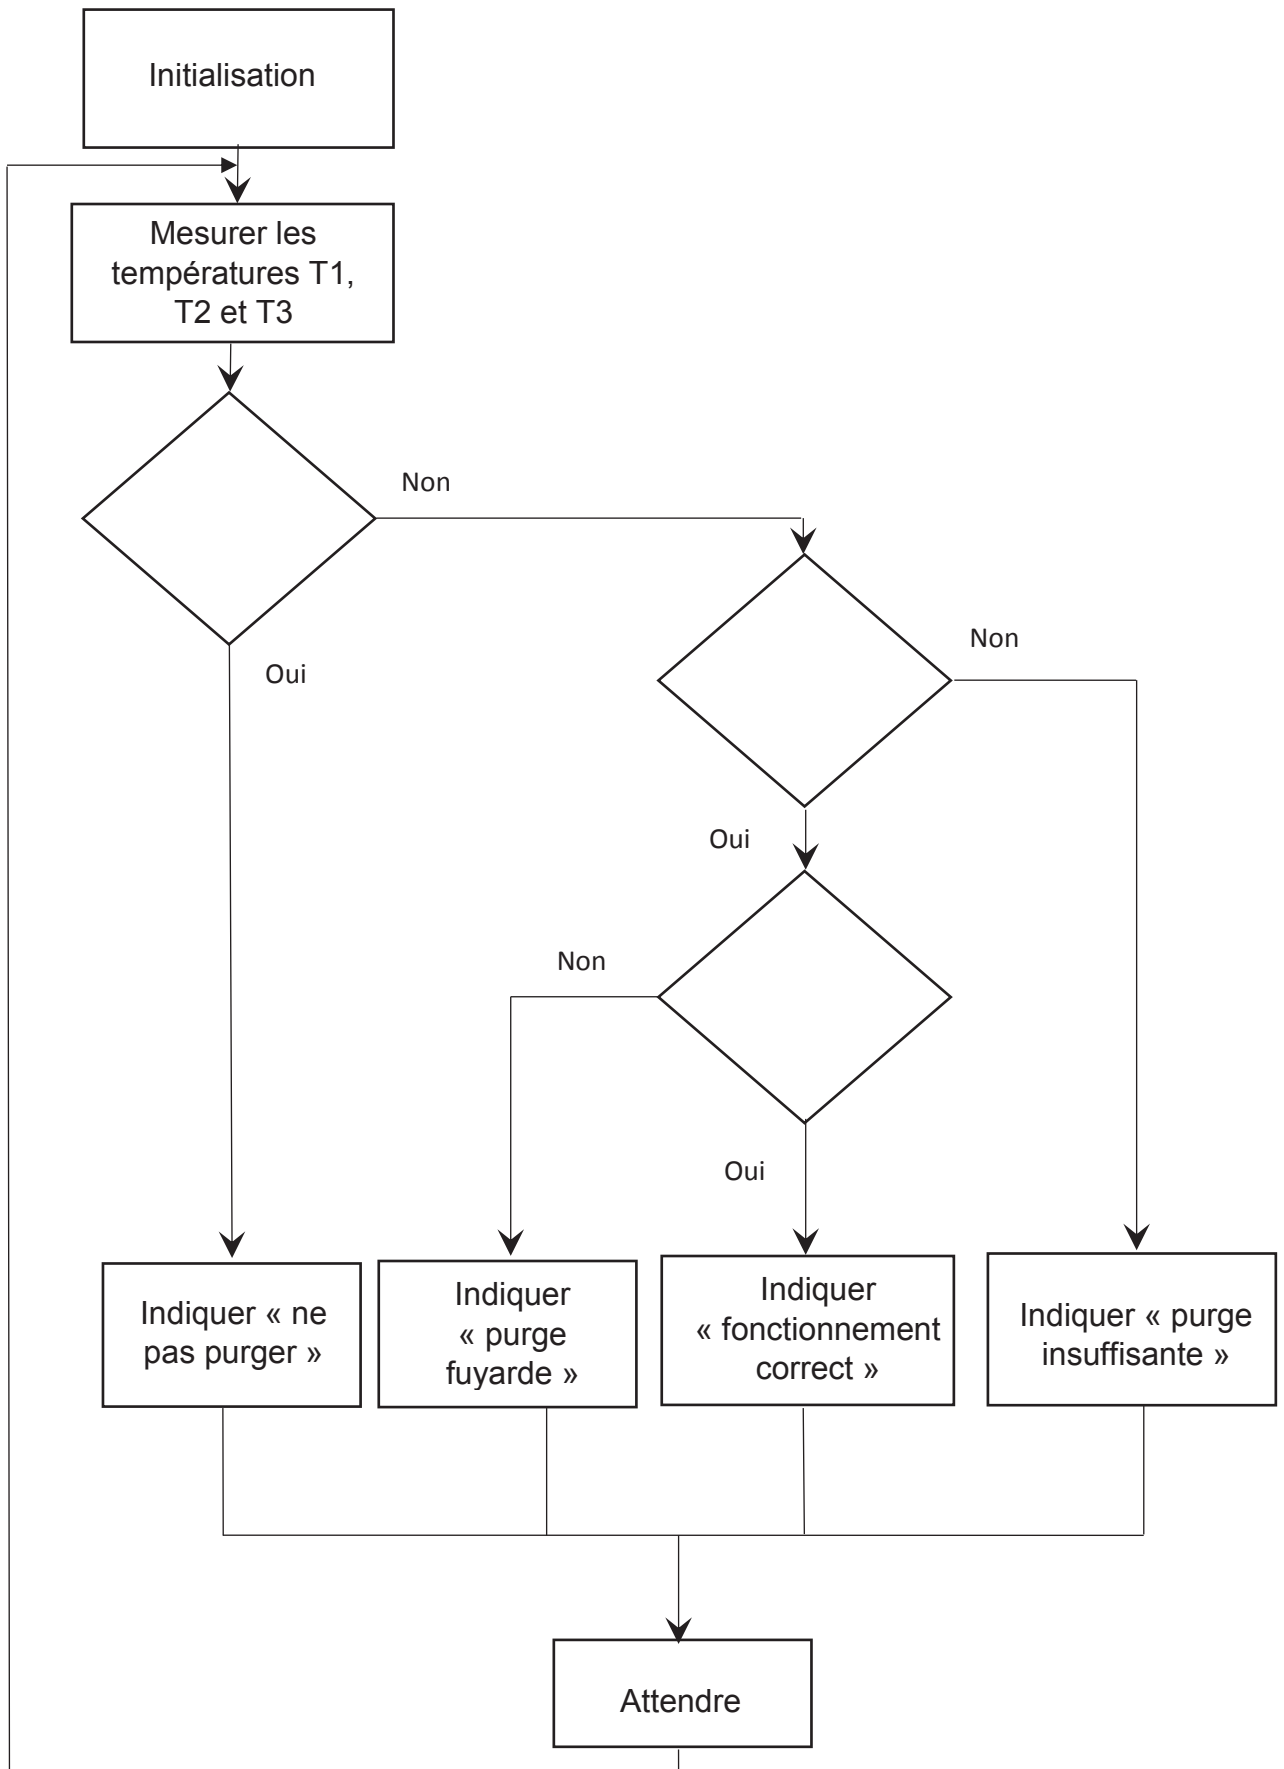 Initialisation
Mesurer les
températures T1,
T2 et T3
Non
Non
Oui
Oui
Non
Oui
Indiquer « ne
pas purger »
Indiquer
« purge
fuyarde »
Indiquer
« fonctionnement
correct »
Indiquer « purge
insuffisante »
Attendre